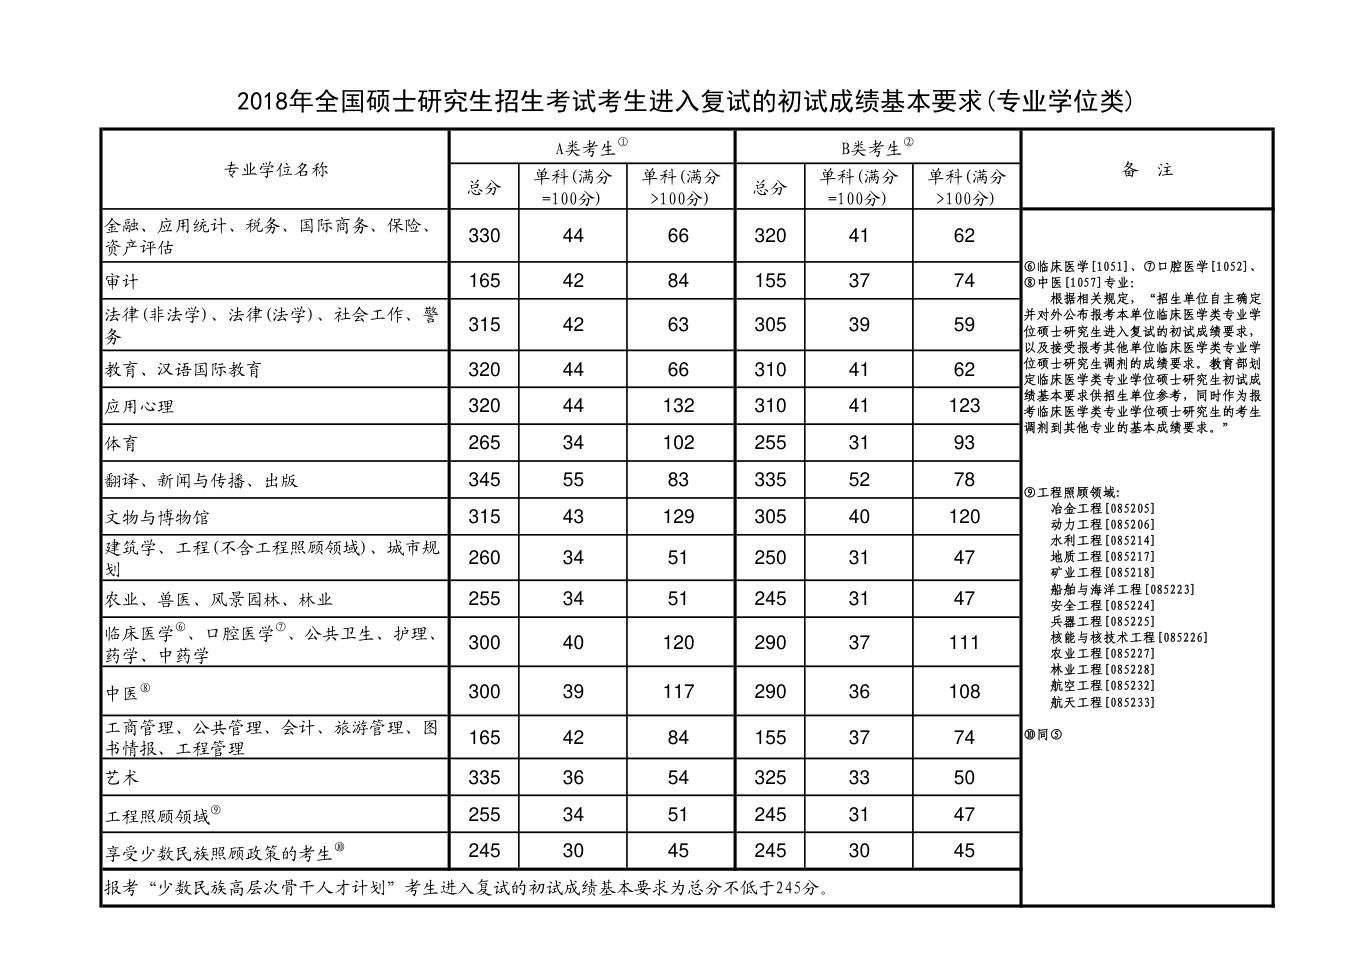 2018年全国硕士研究生招生考试考生进入复试的初试成绩基本要求(专业学位类)
专业学位名称
A类考生①
B类考生②
备 注
总分
单科(满分
=100分)
单科(满分
>100分)
总分
单科(满分
=100分)
单科(满分
>100分)
金融、应用统计、税务、国际商务、保险、
资产评估
330 44 66 320 41 62
审计 165 42 84 155 37 74
法律(非法学)、法律(法学)、社会工作、警
务
315 42 63 305 39 59
教育、汉语国际教育 320 44 66 310 41 62
应用心理 320 44 132 310 41 123
体育 265 34 102 255 31 93
翻译、新闻与传播、出版 345 55 83 335 52 78
文物与博物馆 315 43 129 305 40 120
建筑学、工程(不含工程照顾领域)、城市规
划
260 34 51 250 31 47
农业、兽医、风景园林、林业 255 34 51 245 31 47
临床医学⑥、口腔医学⑦、公共卫生、护理、
药学、中药学
300 40 120 290 37 111
中医⑧ 300 39 117 290 36 108
工商管理、公共管理、会计、旅游管理、图
书情报、工程管理
165 42 84 155 37 74
艺术 335 36 54 325 33 50
工程照顾领域⑨ 255 34 51 245 31 47
享受少数民族照顾政策的考生⑩ 245 30 45 245 30 45
报考“少数民族高层次骨干人才计划”考生进入复试的初试成绩基本要求为总分不低于245分。
⑥临床医学[1051]、⑦口腔医学[1052]、
⑧中医[1057]专业:
根据相关规定，“招生单位自主确定
并对外公布报考本单位临床医学类专业学
位硕士研究生进入复试的初试成绩要求，
以及接受报考其他单位临床医学类专业学
位硕士研究生调剂的成绩要求。教育部划
定临床医学类专业学位硕士研究生初试成
绩基本要求供招生单位参考，同时作为报
考临床医学类专业学位硕士研究生的考生
调剂到其他专业的基本成绩要求。”
⑨工程照顾领域:
冶金工程[085205]
动力工程[085206]
水利工程[085214]
地质工程[085217]
矿业工程[085218]
船舶与海洋工程[085223]
安全工程[085224]
兵器工程[085225]
核能与核技术工程[085226]
农业工程[085227]
林业工程[085228]
航空工程[085232]
航天工程[085233]
⑩同⑤